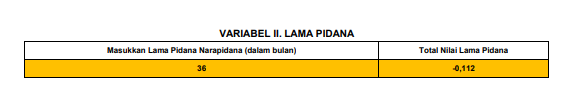 VARIABEL II. LAMA PIDANA
Masukkan Lama Pidana Narapidana (dalam bulan) Total Nilai Lama Pidana
36 -0,112